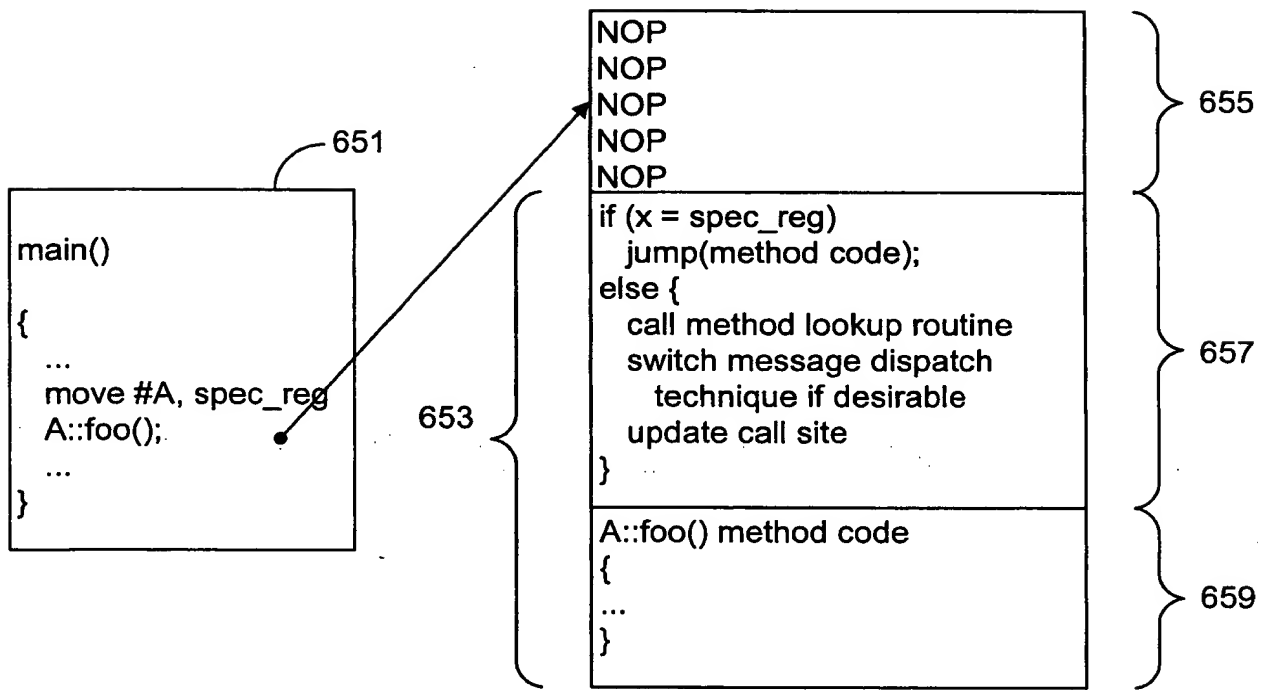 651
main()
{
...
move #A, spec_reg
A::foo();
...
}
653
NOP
NOP
NOP
NOP
NOP
655
if (x = spec_reg)
jump(method code);
else {
call method lookup routine
switch message dispatch
technique if desirable
update call site
}
657
A::foo() method code
{
...
}
659